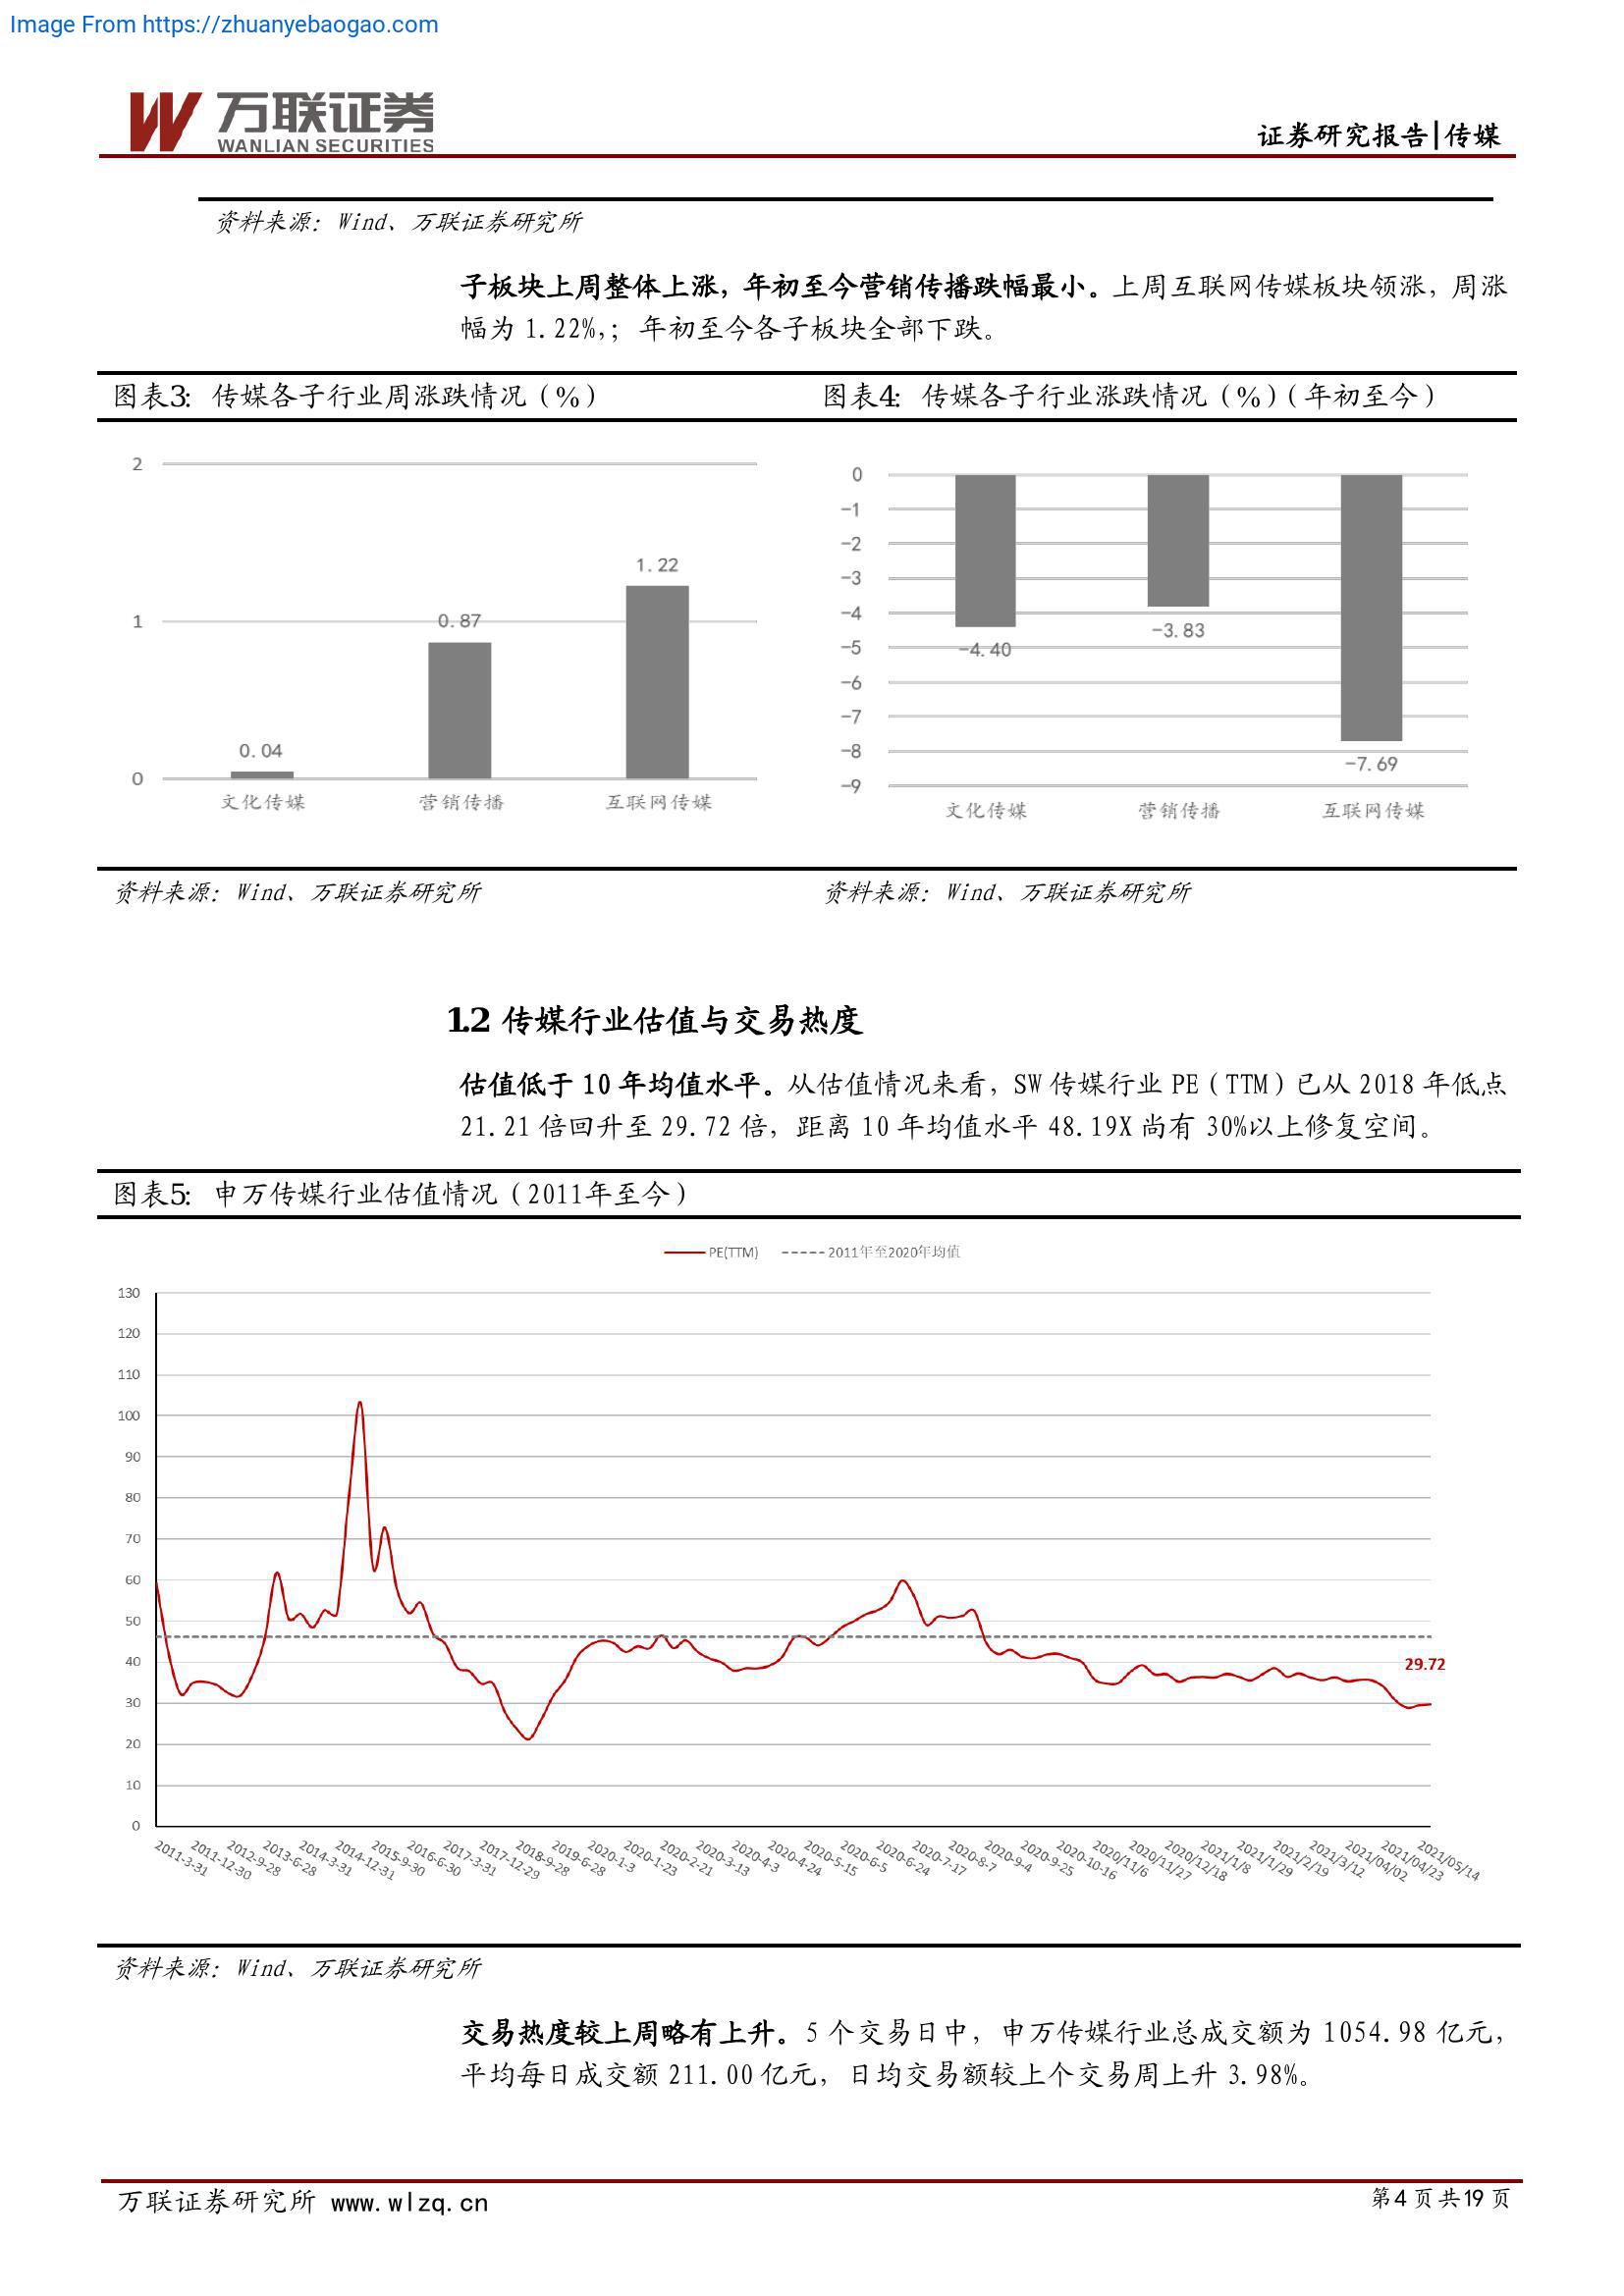 Image From https://zhuanyebaogao.com
万联证券
WANLIAN SECURITIES
证券研究报告|传媒
资料来源：Wind、万联证券研究所
子板块上周整体上涨，年初至今营销传播跌幅最小。上周互联网传媒板块领涨，周涨
幅为 1.22%，；年初至今各子板块全部下跌。
图表3： 传媒各子行业周涨跌情况（%）
图表4： 传媒各子行业涨跌情况（%）（年初至今）
2
1
0
0.04
0.87
1.22
文化传媒 营销传播 互联网传媒
0
-1
-2
-3
-4
-5
-6
-7
-8
-9
-4.40
-3.83
-7.69
文化传媒 营销传播 互联网传媒
资料来源：Wind、万联证券研究所
资料来源：Wind、万联证券研究所
1.2 传媒行业估值与交易热度
估值低于 10 年均值水平。从估值情况来看，SW 传媒行业 PE（TTM）已从 2018 年低点
21.21 倍回升至 29.72 倍，距离 10 年均值水平 48.19X 尚有 30%以上修复空间。
图表5： 申万传媒行业估值情况（2011年至今）
PE(TTM) 2011年至2020年均值
130
120
110
100
90
80
70
60
50
40
30
20
10
0
29.72
2011-3-31 2011-12-30 2012-9-28 2013-6-28 2014-3-31 2014-12-31 2015-9-30 2016-6-30 2017-3-31 2017-12-29 2018-9-28 2019-6-28 2020-1-3 2020-1-23 2020-2-21 2020-3-13 2020-4-3 2020-4-24 2020-5-15 2020-6-5 2020-6-24 2020-7-17 2020-8-7 2020-9-4 2020-9-25 2020-10-16 2020/11/6 2020/11/27 2020/12/18 2021/1/8 2021/1/29 2021/2/19 2021/3/12 2021/04/02 2021/04/23 2021/05/14
资料来源：Wind、万联证券研究所
交易热度较上周略有上升。5 个交易日中，申万传媒行业总成交额为 1054.98 亿元，
平均每日成交额 211.00 亿元，日均交易额较上个交易周上升 3.98%。
万联证券研究所 www.wlzq.cn
第4页共19页